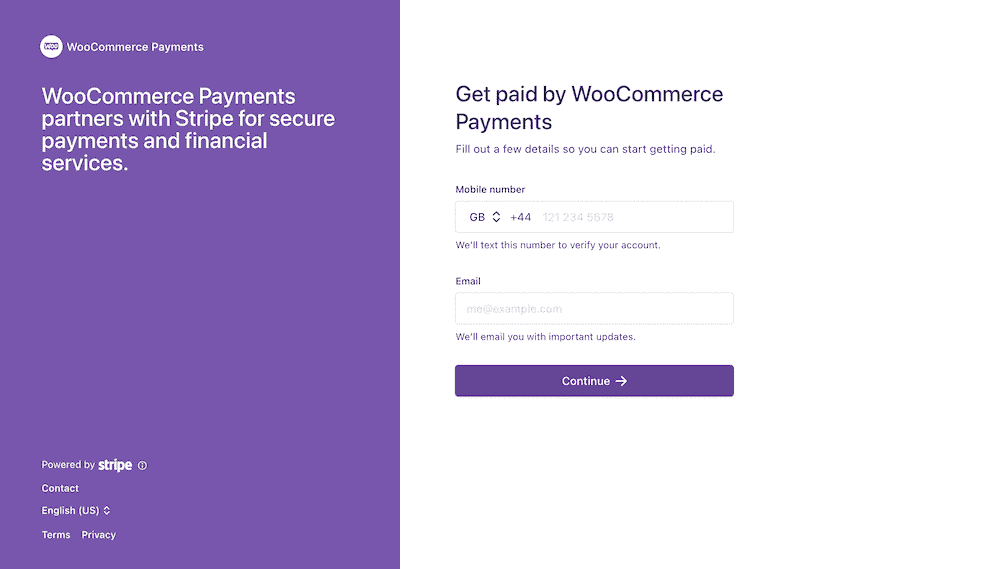 woo WooCommerce Payments
WooCommerce Payments
partners with Stripe for secure
payments and financial
services.
Powered by stripe
Contact
English (US)
Terms Privacy
Get paid by WooCommerce
Payments
Fill out a few details so you can start getting paid.
Mobile number
GB +44 121 234 5678
We'll text this number to verify your account.
Email
me@example.com
We'll email you with important updates.
Continue →